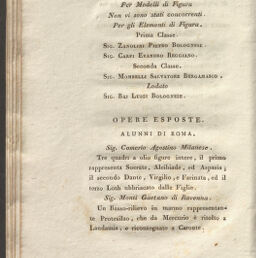 Per Modelli di Figura
Non vi sono stati concorrenti.
Per gli Elementi di Figura.
Prima Classe.
SIG. ZANOLINI PIETRO BOLOGNESE.
SIG. CARPI EVANDRO REGGIANO.
Seconda Classe.
SIG. MOMBELLI SALVATORE BERGAMASCO.
Lodato
SIG. BAI LUIGI BOLOGNESE.
OPERE ESPOSTE.
ALUNNI DI ROMA.
Sig. Comerio Agostino Milanese.
Tre quadri a olio figure intere, il primo
rappresenta Socrate, Alcibiade, ed Aspasia;
il secondo Dante, Virgilio, e Farinata, ed il
terzo Loth ubbriacato dalle Figlie.
Sig. Monti Gaetano di Ravenna.
Un Basso-rilievo in marmo rappresentan-
te Protesilao, che da Mercurio è ritolto a
Laodamia, e riconsegnato a Caronte.